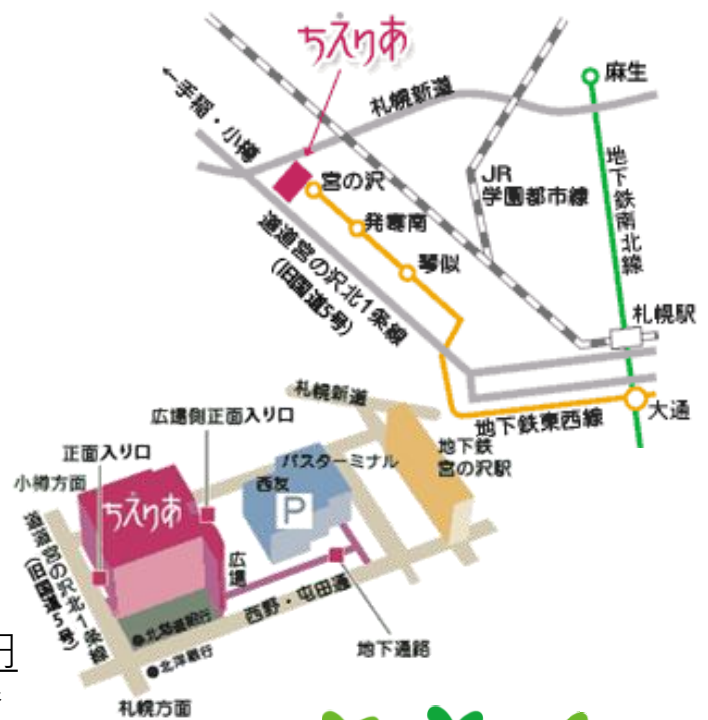 ちえりあ
麻生
札幌新道
←手稲・小樽
宮の沢
JR
学園都市線
地下鉄南北線
発寒南
琴似
道道宮の沢北1条線
(旧国道5号)
札幌駅
大通
地下鉄東西線
札幌新道
広場側正面入り口
正面入り口
バスターミナル
地下鉄
宮の沢駅
小樽方面
西友
P
ちえりあ
道道宮の沢北1条線
(旧国道5号)
広場
西野・屯田通
●北海道銀行
●北洋銀行
地下通路
札幌方面
円